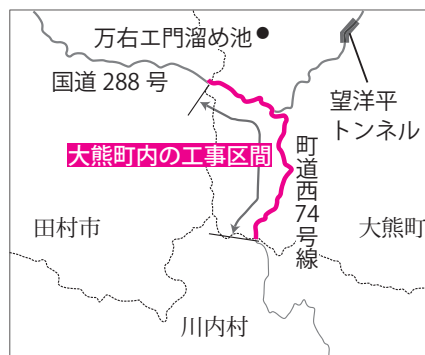 万右エ門溜め池
国道 288 号
望洋平
トンネル
大熊町内の工事区間
町道西74号線
田村市
大熊町
川内村